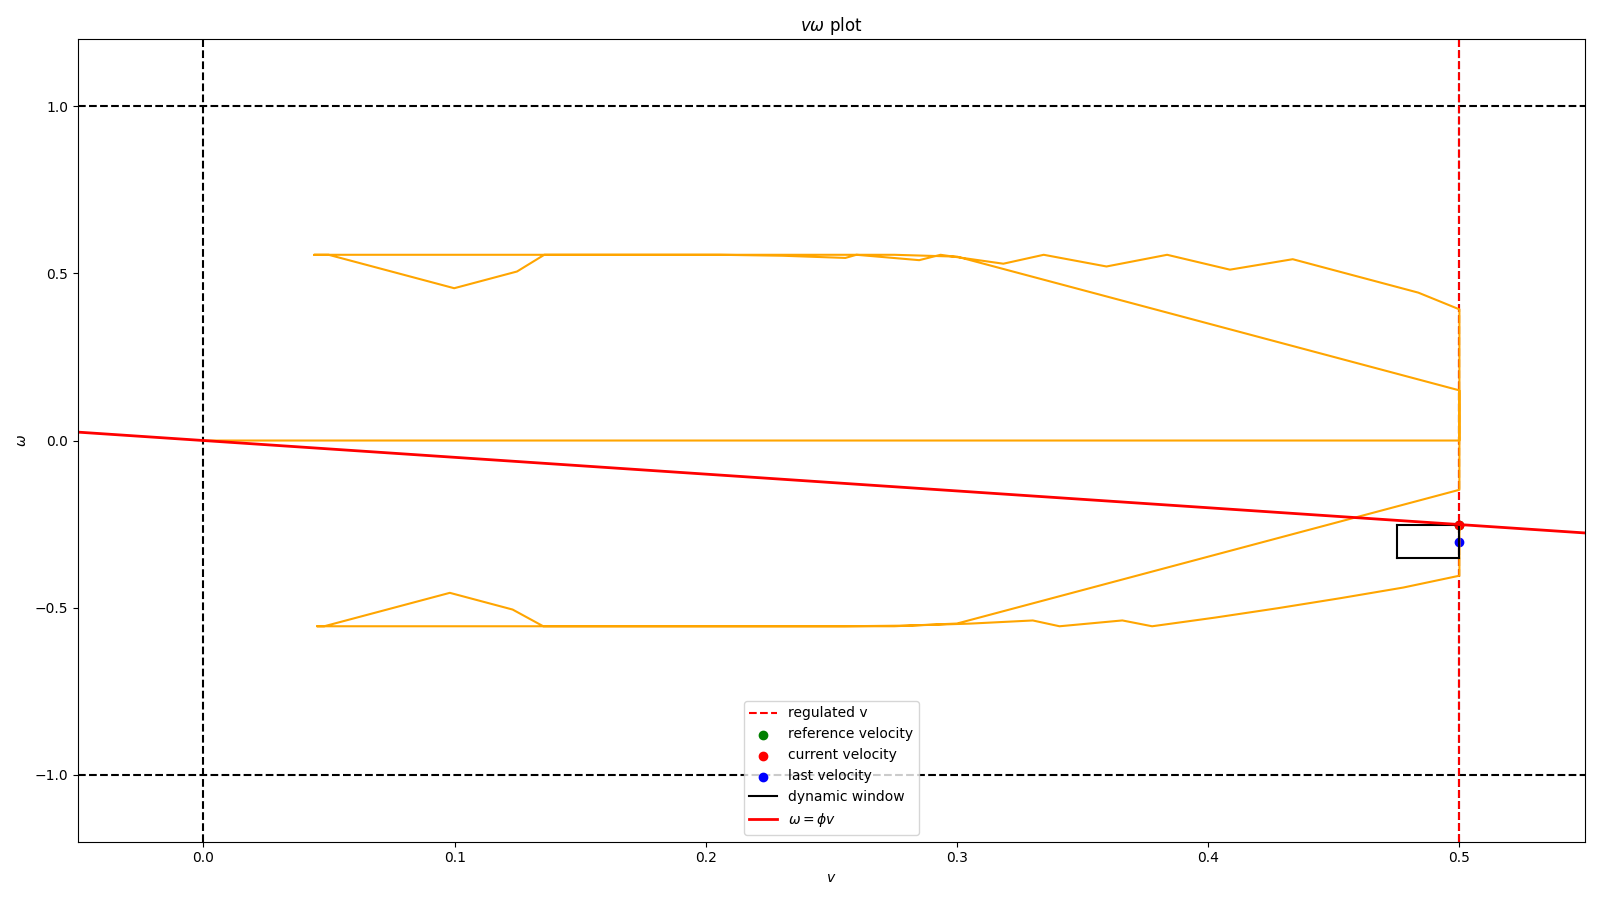 vω plot
1.0
0.5
0.0
−0.5
−1.0
ω
0.0 0.1 0.2 0.3 0.4 0.5
v
regulated v
reference velocity
current velocity
last velocity
dynamic window
ω = ϕv